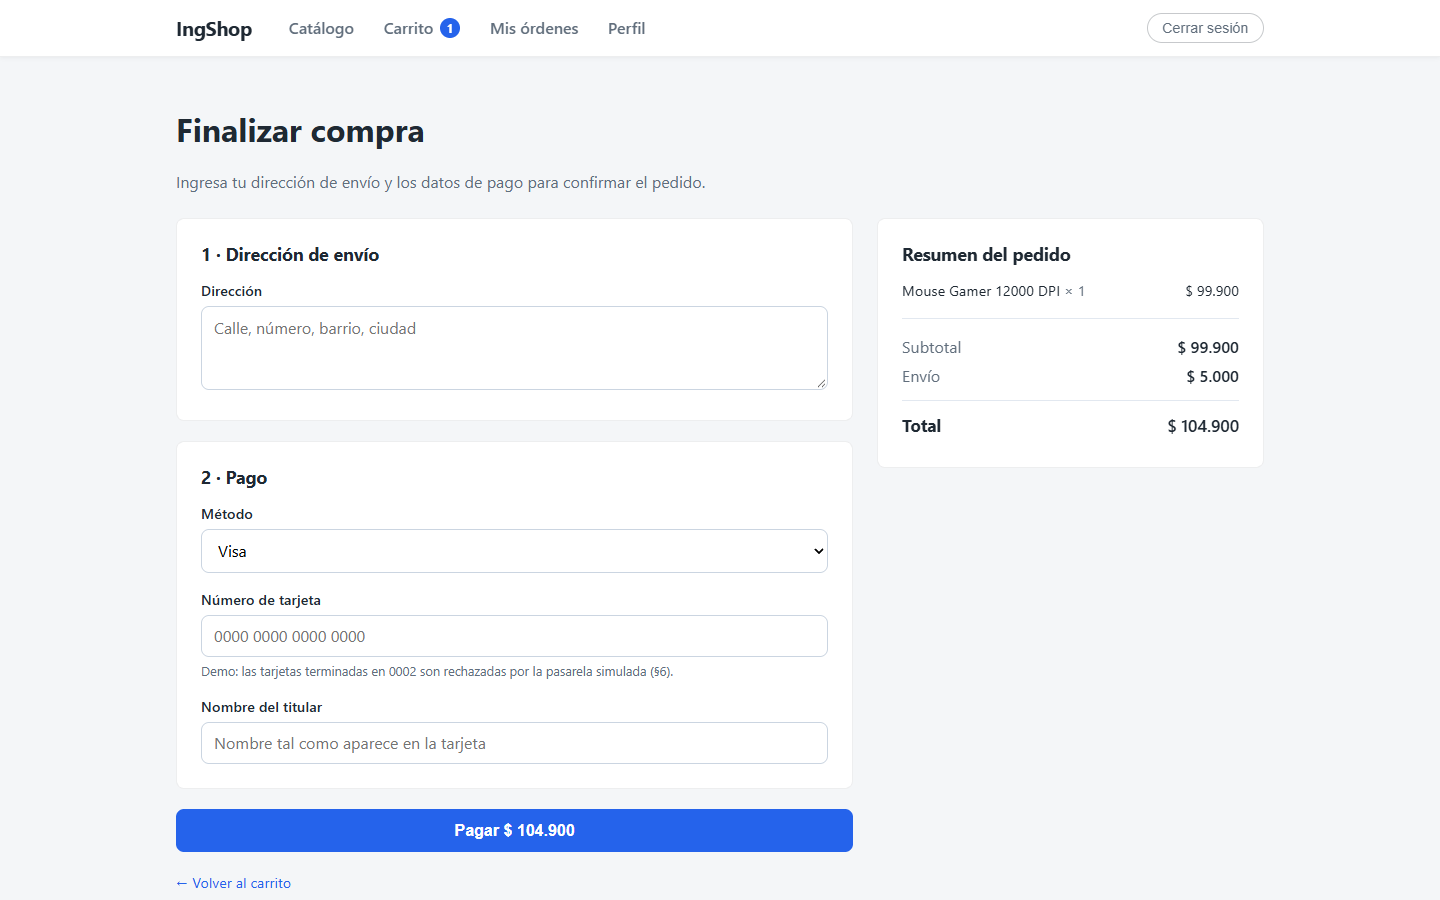 IngShop Catálogo Carrito 1 Mis órdenes Perfil Cerrar sesión
Finalizar compra
Ingresa tu dirección de envío y los datos de pago para confirmar el pedido.
1 · Dirección de envío
Dirección
Calle, número, barrio, ciudad
2 · Pago
Método
Visa
Número de tarjeta
0000 0000 0000 0000
Demo: las tarjetas terminadas en 0002 son rechazadas por la pasarela simulada (§6).
Nombre del titular
Nombre tal como aparece en la tarjeta
Pagar $ 104.900
← Volver al carrito
Resumen del pedido
Mouse Gamer 12000 DPI × 1 $ 99.900
Subtotal $ 99.900
Envío $ 5.000
Total $ 104.900